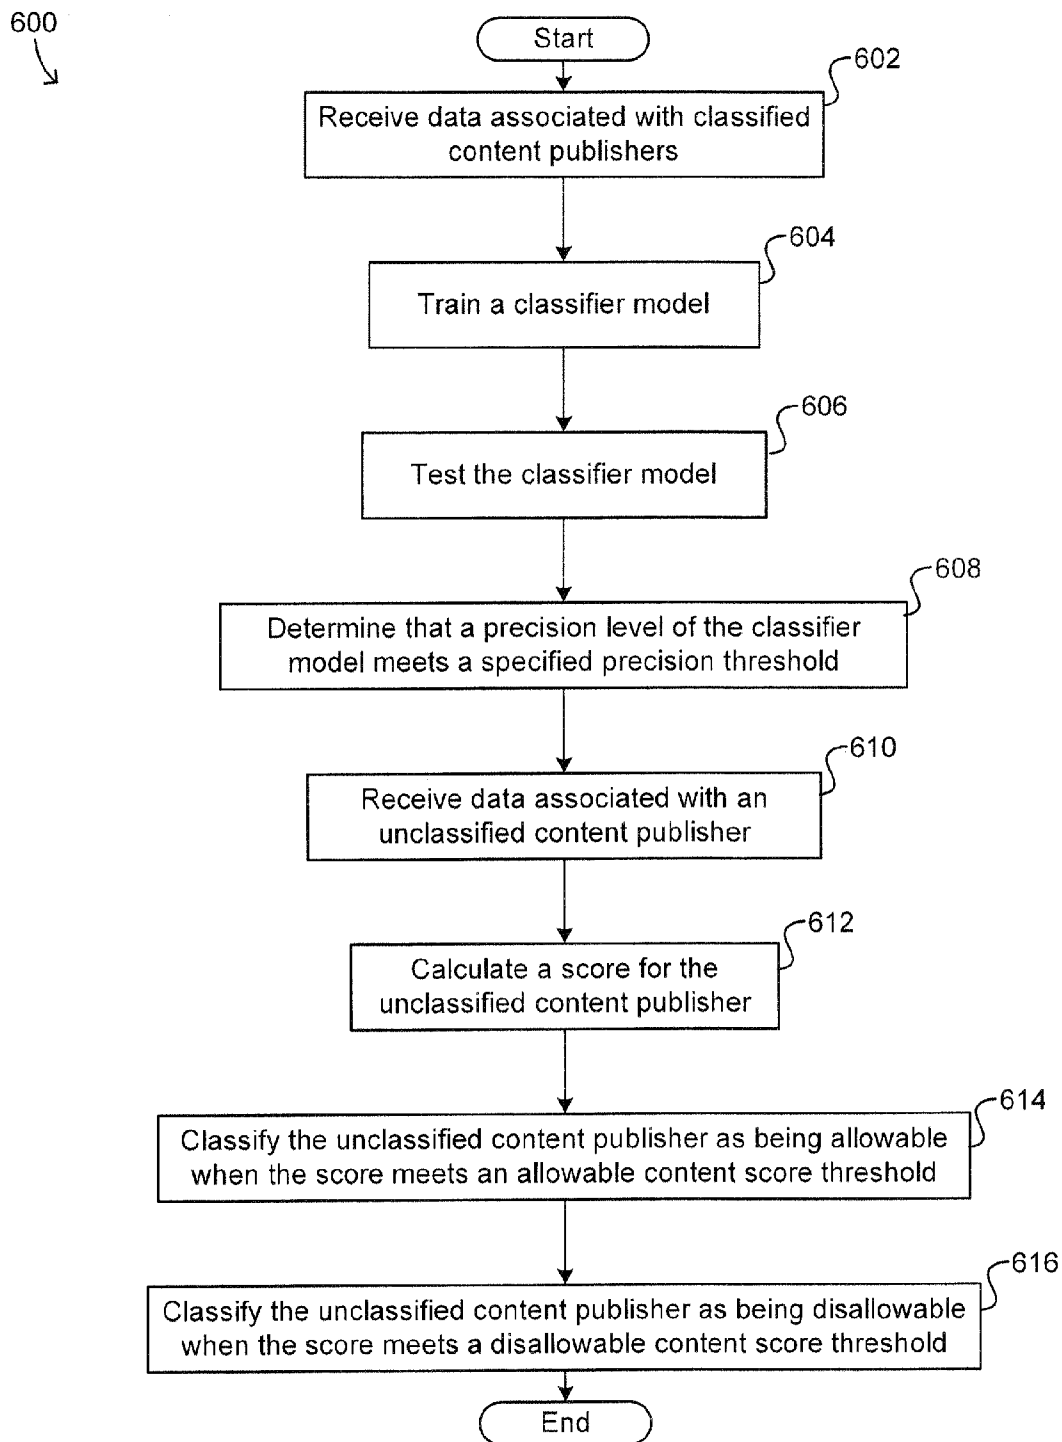 600
Start
602
Receive data associated with classified
content publishers
604
Train a classifier model
606
Test the classifier model
608
Determine that a precision level of the classifier
model meets a specified precision threshold
610
Receive data associated with an
unclassified content publisher
612
Calculate a score for the
unclassified content publisher
614
Classify the unclassified content publisher as being allowable
when the score meets an allowable content score threshold
616
Classify the unclassified content publisher as being disallowable
when the score meets a disallowable content score threshold
End